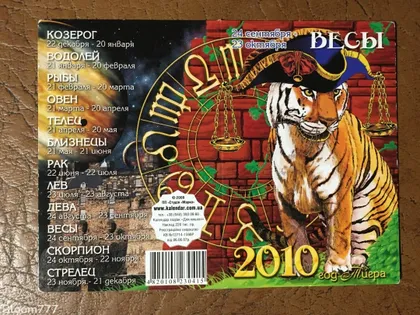 КОЗЕРОГ
22 декабря - 20 января
ВОДОЛЕЙ
21 января - 20 февраля
РЫБЫ
21 февраля - 20 марта
ОВЕН
21 марта - 20 апреля
ТЕЛЕЦ
21 апреля - 20 мая
БЛИЗНЕЦЫ
21 мая - 21 июня
РАК
22 июня - 22 июля
ЛЕВ
23 июля - 23 августа
ДЕВА
24 августа - 23 сентября
ВЕСЫ
24 сентября - 23 октября
СКОРПИОН
24 октября - 22 ноября
СТРЕЛЕЦ
23 ноября - 21 декабря
© 2009
www.kalendar.com.ua
4820108230415
24 сентября -
23 октября
ВЕСЫ
2010
год Тигра